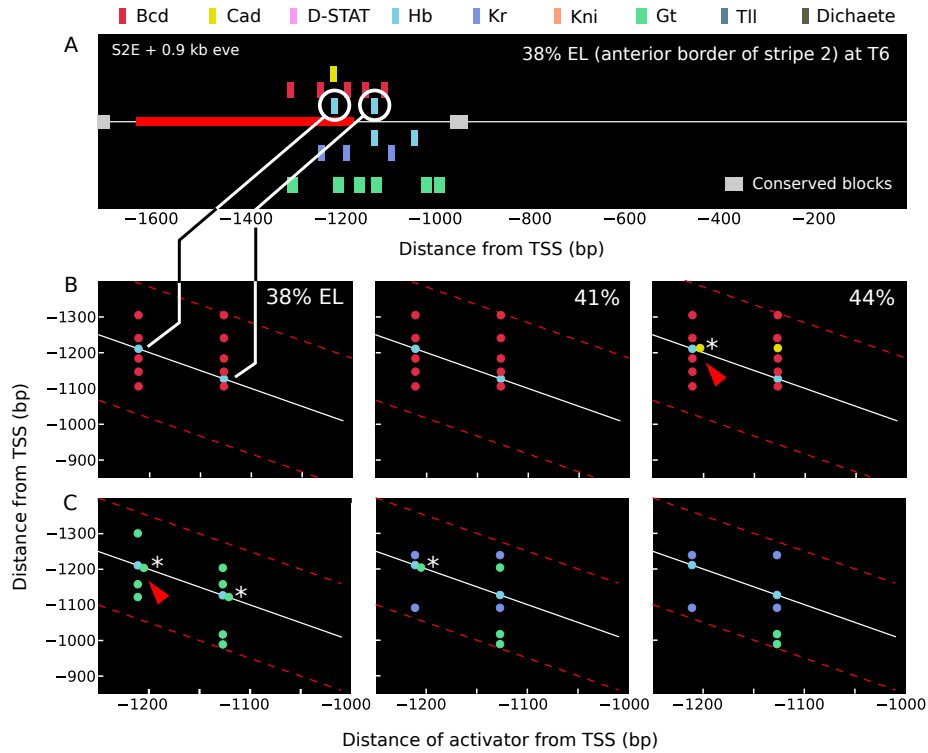 Bcd Cad D-STAT Hb Kr Kni Gt Tll Dichaete
A
S2E + 0.9 kb eve
38% EL (anterior border of stripe 2) at T6
Conserved blocks
−1600 −1400 −1200 −1000 −800 −600 −400 −200
Distance from TSS (bp)
B
38% EL
41%
44%
*
−1300
−1200
−1100
−1000
−900
C
* *
*
−1300
−1200
−1100
−1000
−900
−1200 −1100 −1000
−1200 −1100 −1000
−1200 −1100 −1000
Distance from TSS (bp)
Distance of activator from TSS (bp)